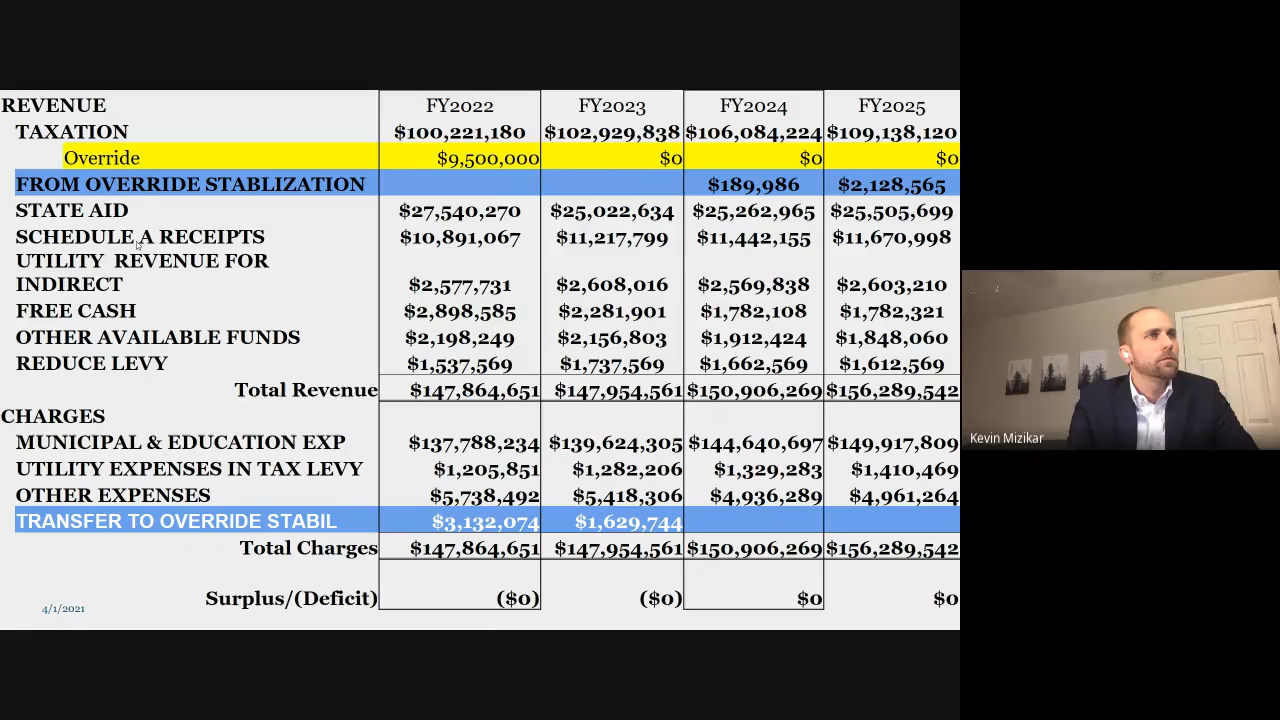 REVENUE FY2022 FY2023 FY2024 FY2025
TAXATION $100,221,180 $102,929,838 $106,084,224 $109,138,120
Override $9,500,000 $0 $0 $0
FROM OVERRIDE STABLIZATION $189,986 $2,128,565
STATE AID $27,540,270 $25,022,634 $25,262,965 $25,505,699
SCHEDULE A RECEIPTS $10,891,067 $11,217,799 $11,442,155 $11,670,998
UTILITY REVENUE FOR
INDIRECT $2,577,731 $2,608,016 $2,569,838 $2,603,210
FREE CASH $2,898,585 $2,281,901 $1,782,108 $1,782,321
OTHER AVAILABLE FUNDS $2,198,249 $2,156,803 $1,912,424 $1,848,060
REDUCE LEVY $1,537,569 $1,737,569 $1,662,569 $1,612,569
Total Revenue $147,864,651 $147,954,561 $150,906,269 $156,289,542
CHARGES
MUNICIPAL & EDUCATION EXP $137,788,234 $139,624,305 $144,640,697 $149,917,809
UTILITY EXPENSES IN TAX LEVY $1,205,851 $1,282,206 $1,329,283 $1,410,469
OTHER EXPENSES $5,738,492 $5,418,306 $4,936,289 $4,961,264
TRANSFER TO OVERRIDE STABIL $3,132,074 $1,629,744
Total Charges $147,864,651 $147,954,561 $150,906,269 $156,289,542
Surplus/(Deficit) ($0) ($0) $0 $0
4/1/2021
Kevin Mizikar